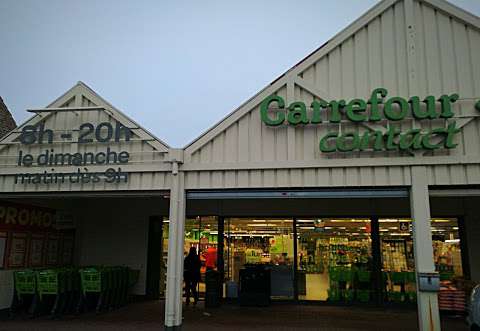 8h - 20h
le dimanche
matin dès 9h
Carrefour
contact
PROMO